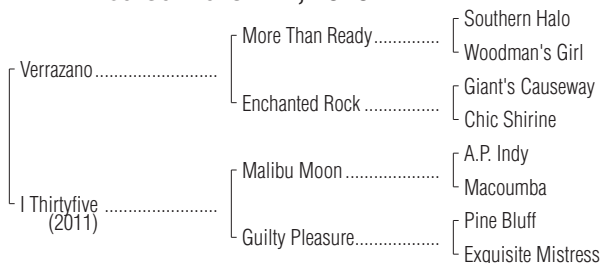 Southern Halo
More Than Ready..............
Woodman's Girl
Verrazano..........................
Giant's Causeway
Enchanted Rock ................
Chic Shirine
A.P. Indy
Malibu Moon ....................
Macoumba
I Thirtyfive ........................
(2011)
Pine Bluff
Guilty Pleasure..................
Exquisite Mistress